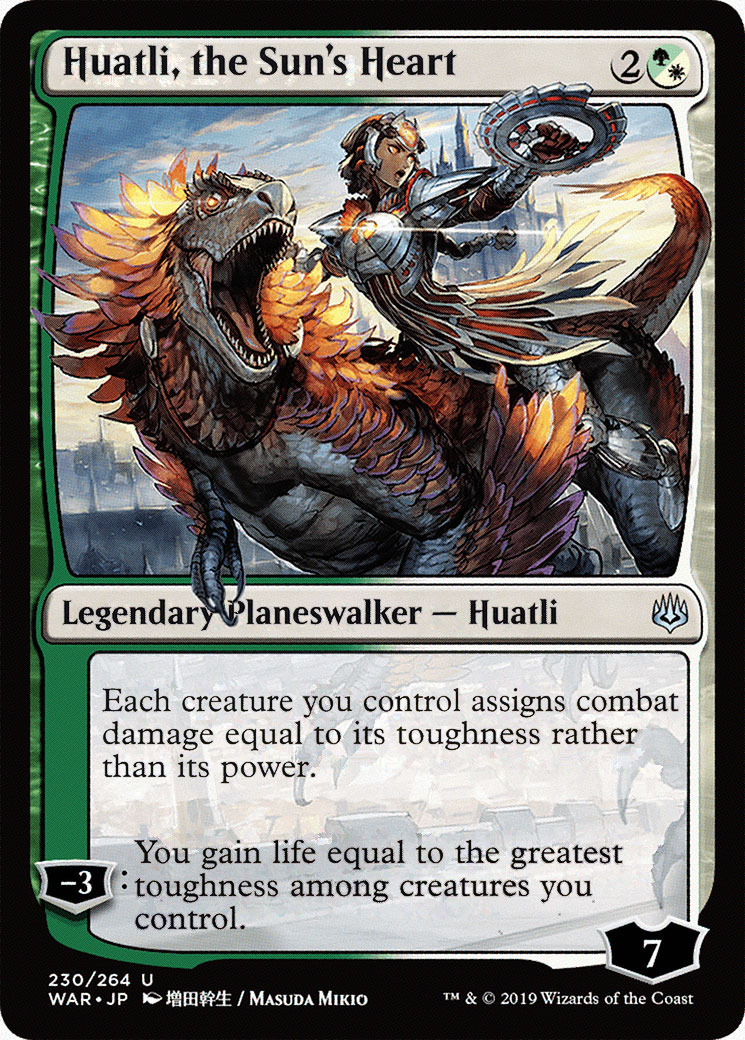 Huatli, the Sun's Heart 2
Legendary Planeswalker — Huatli
Each creature you control assigns combat
damage equal to its toughness rather
than its power.
−3: You gain life equal to the greatest
toughness among creatures you
control.
7
230/264 U
WAR • JP 増田幹生 / Masuda Mikio
™ & © 2019 Wizards of the Coast